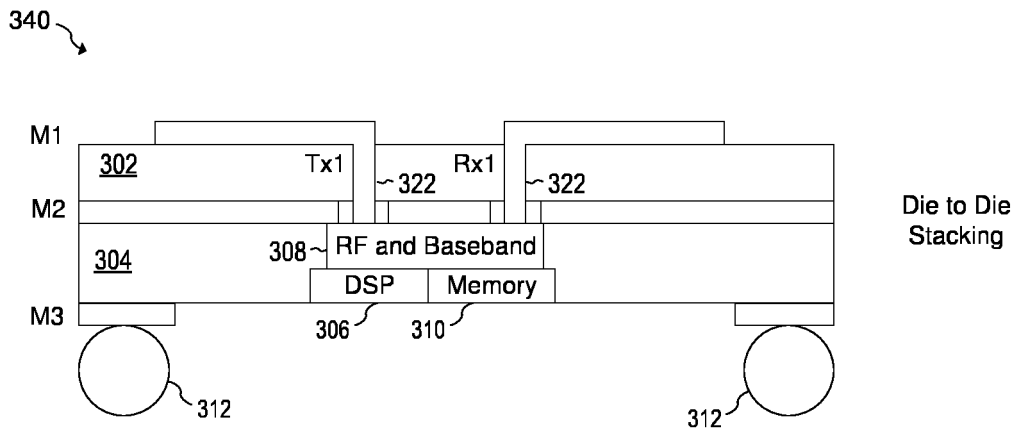 340
M1
302
Tx1
Rx1
322
322
M2
Die to Die
Stacking
308
RF and Baseband
304
DSP
Memory
M3
306
310
312
312